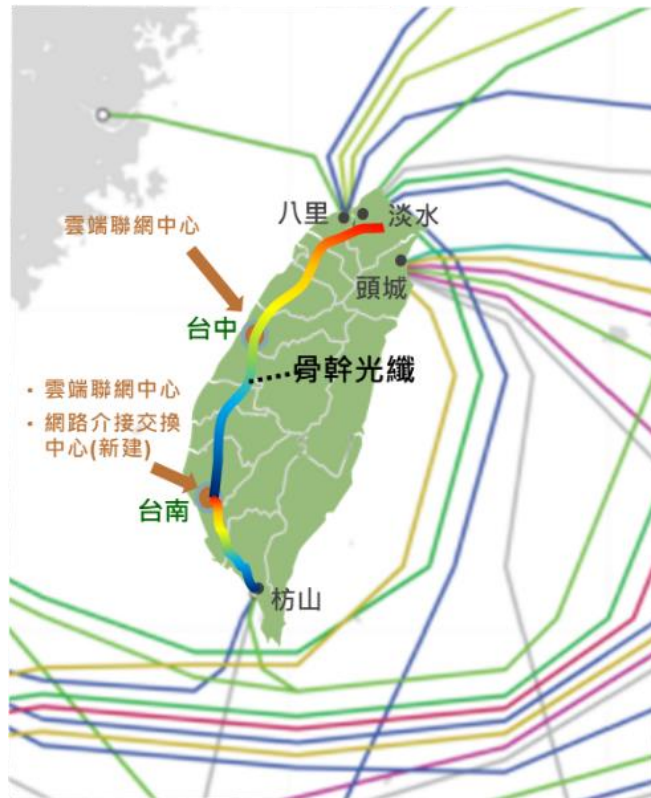 八里
淡水
雲端聯網中心
頭城
台中
骨幹光纖
• 雲端聯網中心
• 網路介接交換
中心(新建)
台南
枋山